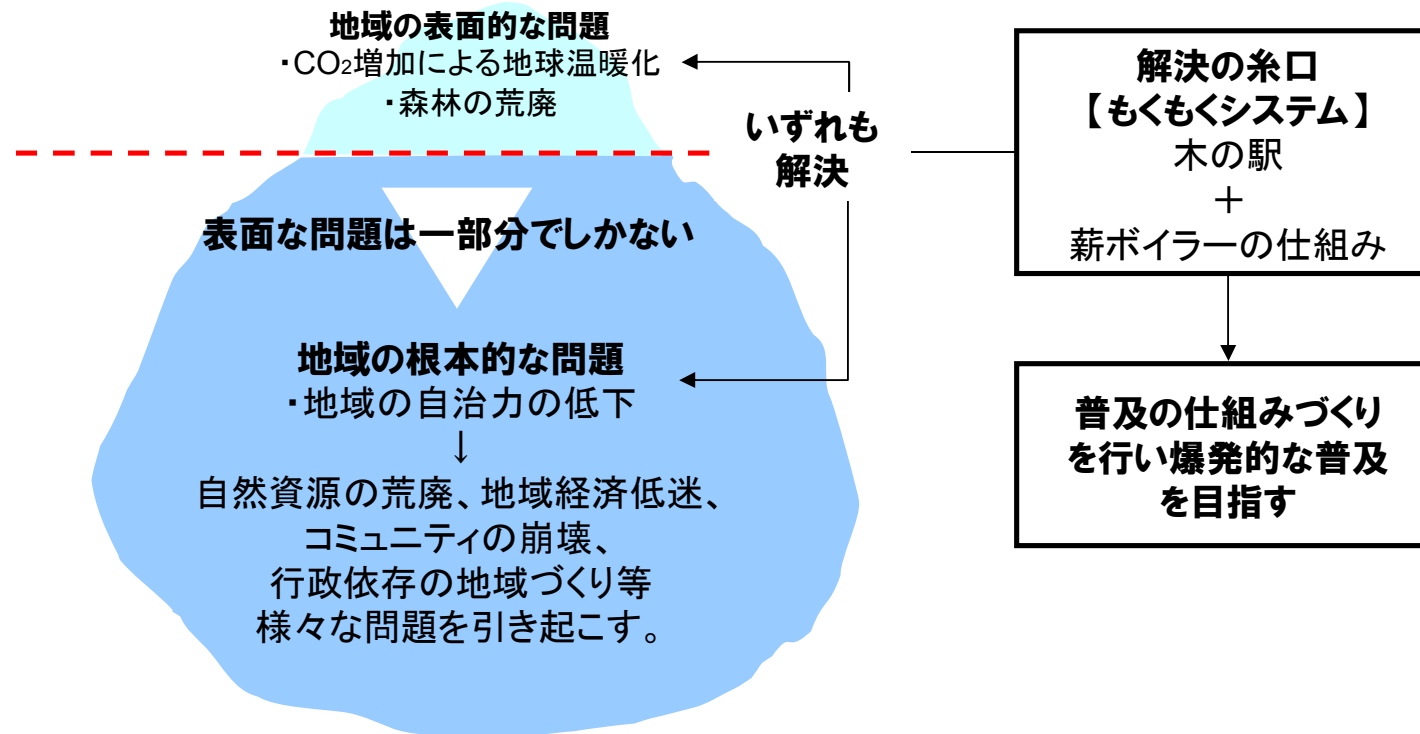 地域の表面的な問題
・CO₂増加による地球温暖化
・森林の荒廃
表面な問題は一部分でしかない
地域の根本的な問題
・地域の自治力の低下
↓
自然資源の荒廃、地域経済低迷、
コミュニティの崩壊、
行政依存の地域づくり等
様々な問題を引き起こす。
いずれも
解決
解決の糸口
【もくもくシステム】
木の駅
＋
薪ボイラーの仕組み
普及の仕組みづくり
を行い爆発的な普及
を目指す